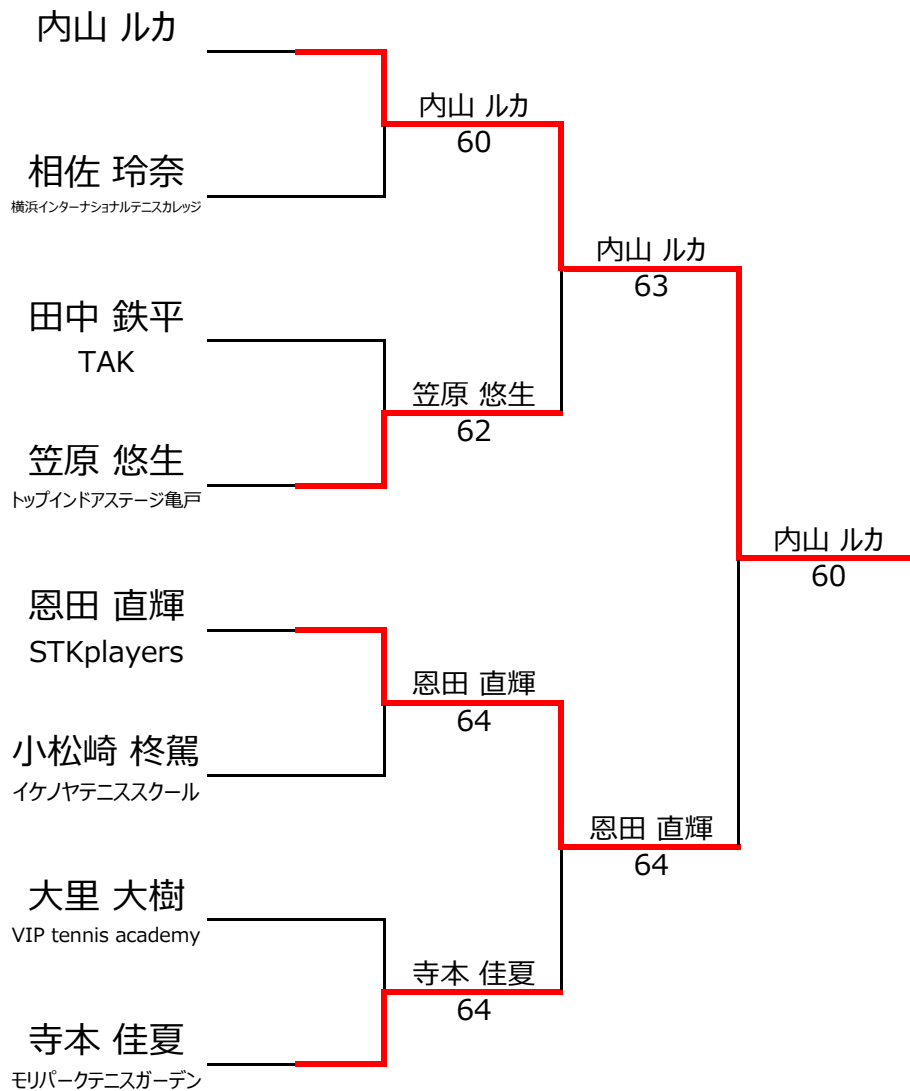 内山 ルカ
相佐 玲奈
横浜インターナショナルテニスカレッジ
田中 鉄平
TAK
笠原 悠生
トップインドアステージ亀戸
恩田 直輝
STKplayers
小松崎 柊駕
イケノヤテニススクール
大里 大樹
VIP tennis academy
寺本 佳夏
モリパークテニスガーデン
内山 ルカ
60
笠原 悠生
62
恩田 直輝
64
寺本 佳夏
64
内山 ルカ
63
恩田 直輝
64
内山 ルカ
60